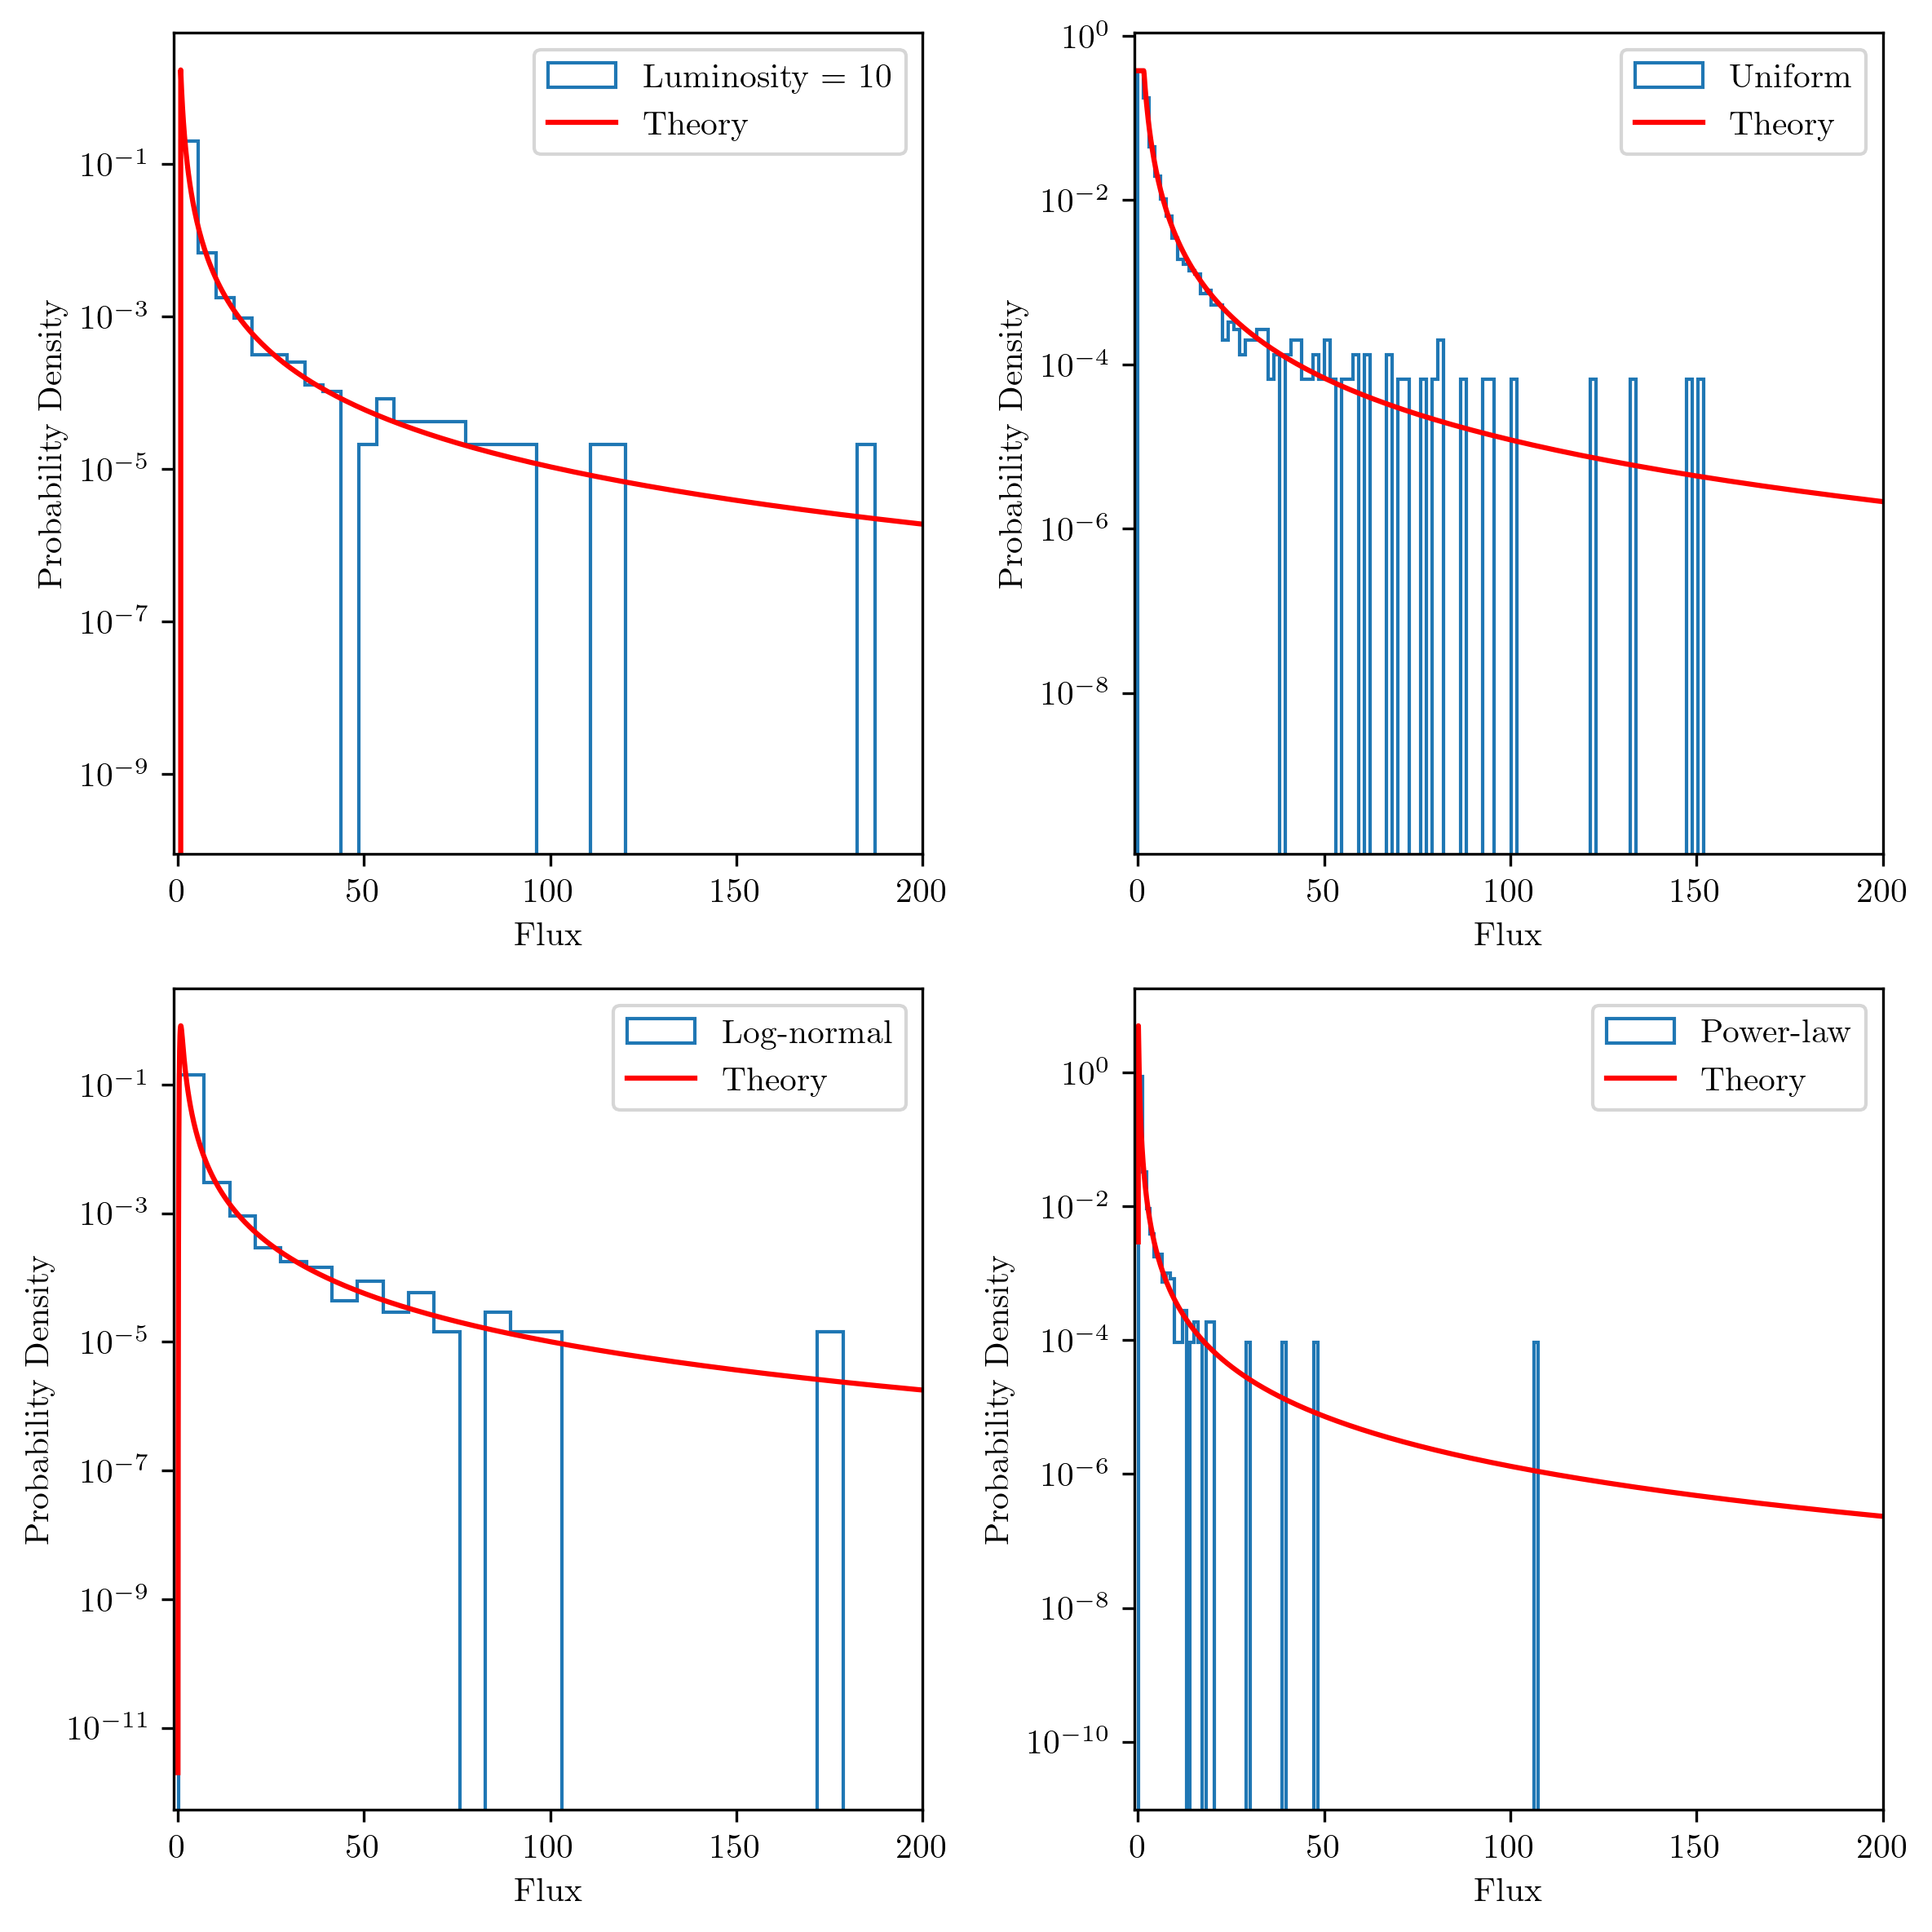 Luminosity = 10
Theory
10⁻¹
10⁻³
10⁻⁵
10⁻⁷
10⁻⁹
Probability Density
0 50 100 150 200
Flux
Uniform
Theory
10⁰
10⁻²
10⁻⁴
10⁻⁶
10⁻⁸
Probability Density
0 50 100 150 200
Flux
Log-normal
Theory
10⁻¹
10⁻³
10⁻⁵
10⁻⁷
10⁻⁹
10⁻¹¹
Probability Density
0 50 100 150 200
Flux
Power-law
Theory
10⁰
10⁻²
10⁻⁴
10⁻⁶
10⁻⁸
10⁻¹⁰
Probability Density
0 50 100 150 200
Flux